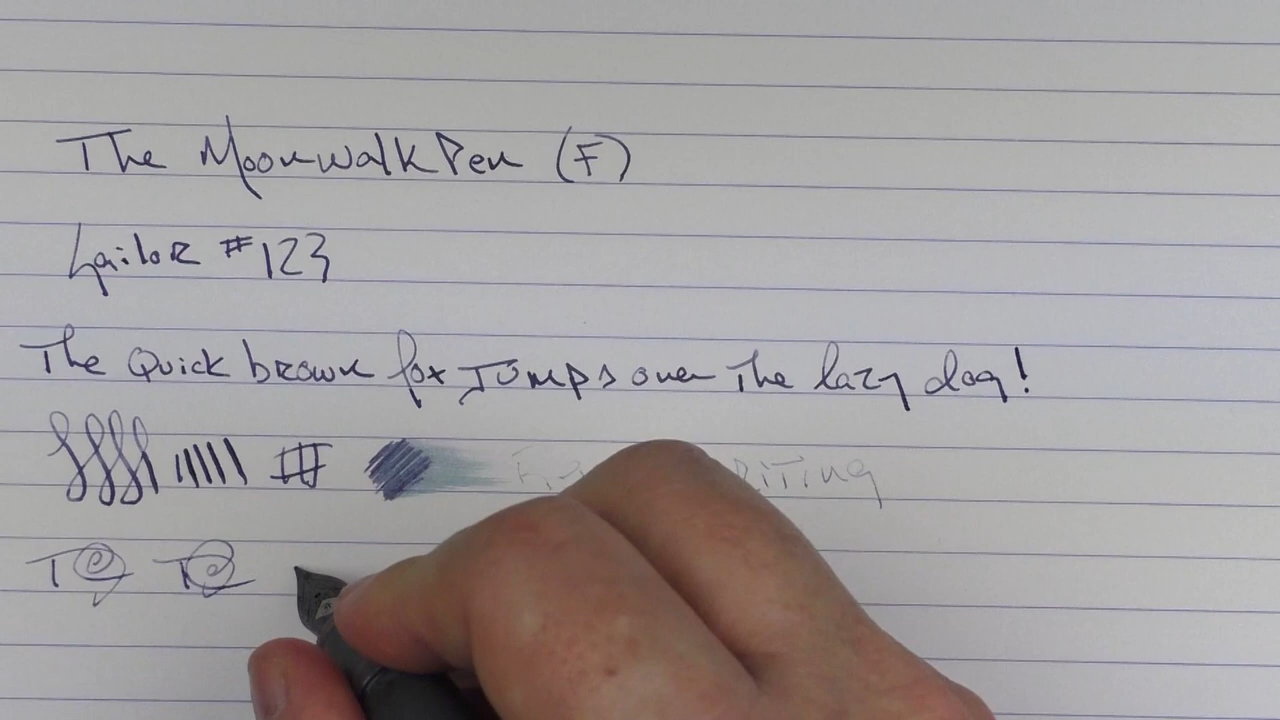 The Moonwalk Pen (F)
Sailor #123
The Quick brown fox Jumps over The lazy dog!